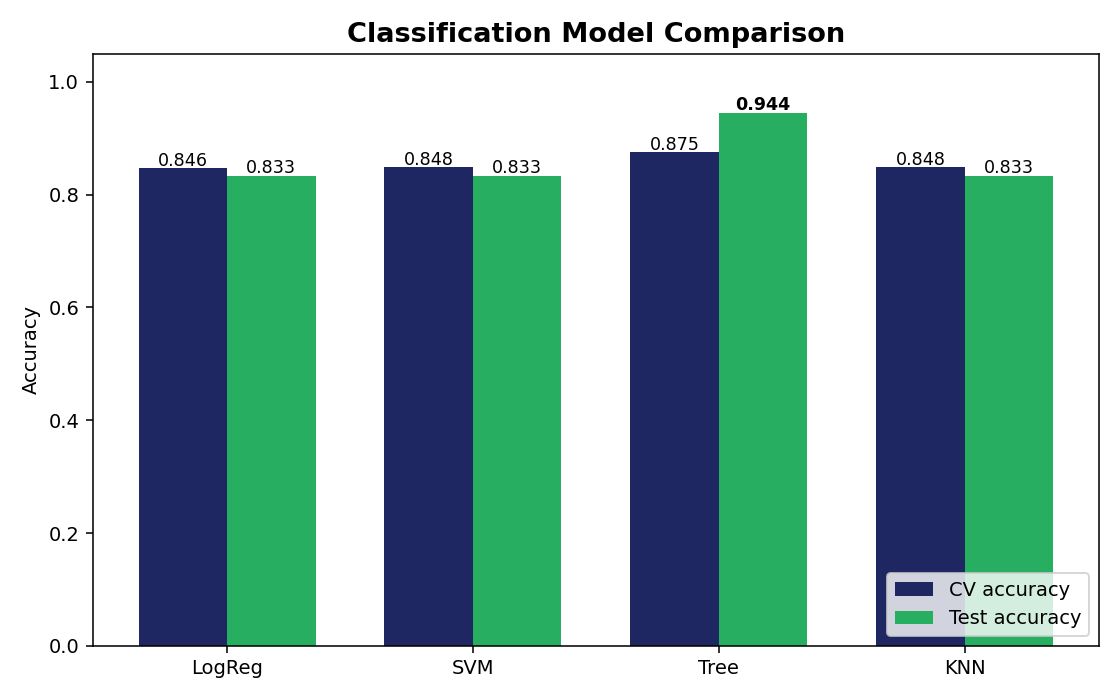 Classification Model Comparison
Accuracy
1.0
0.8
0.6
0.4
0.2
0.0
0.846
0.833
0.848
0.833
0.875
0.944
0.848
0.833
LogReg
SVM
Tree
KNN
CV accuracy
Test accuracy